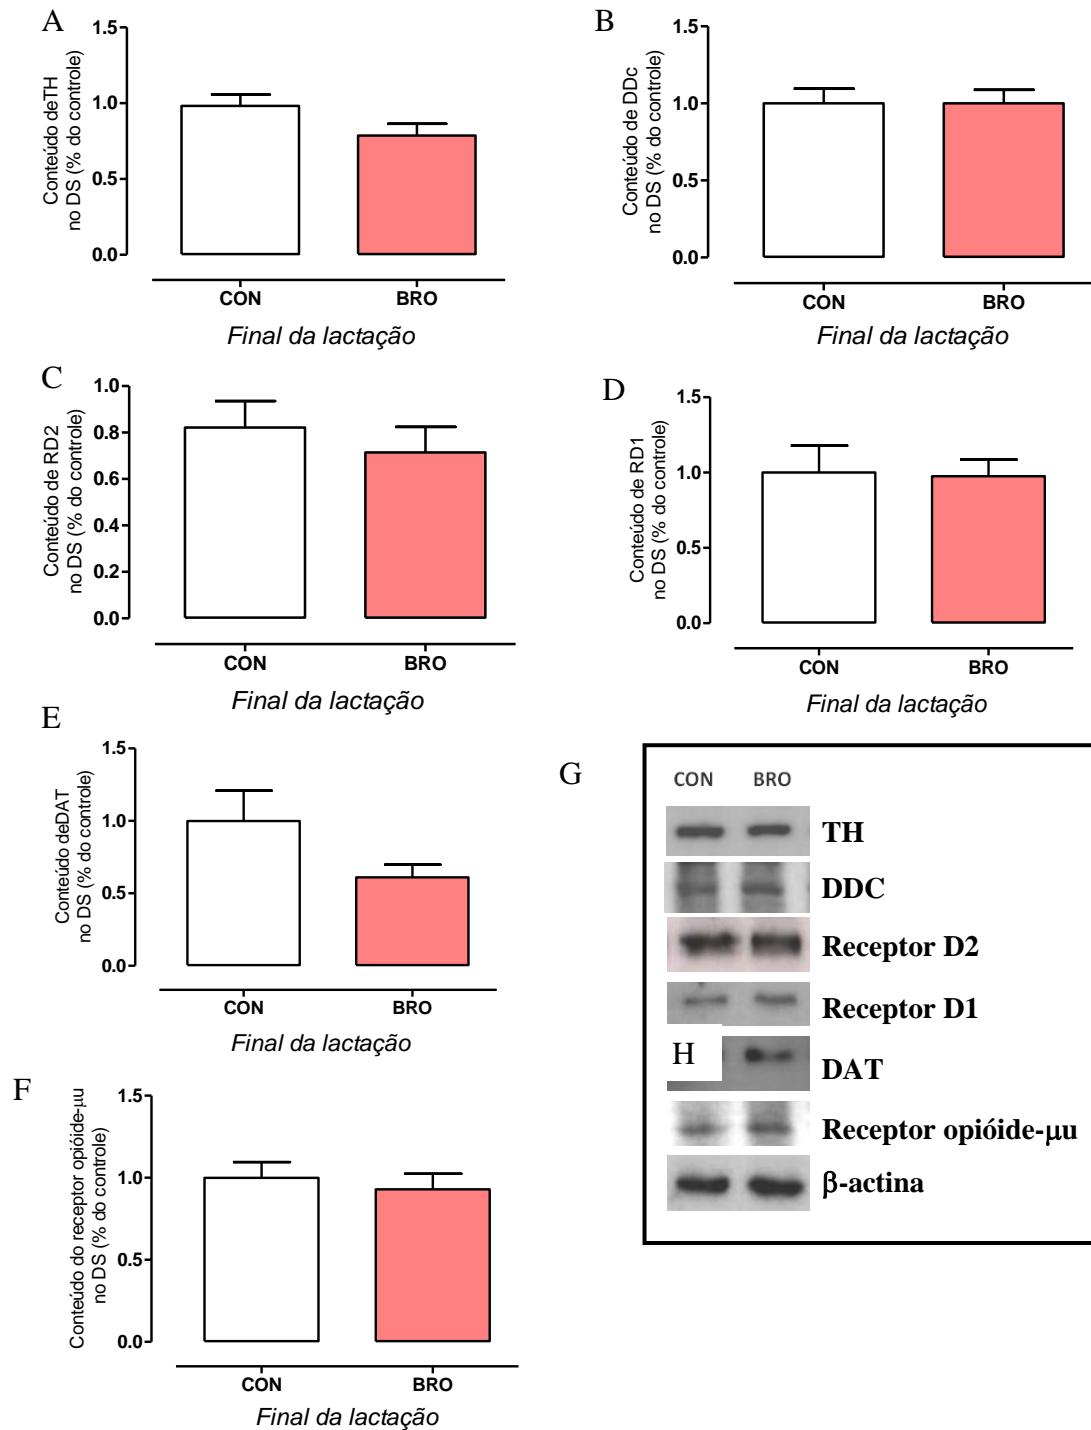 A
Conteúdo deTH
no DS (% do controle)
1.5
1.0
0.5
0.0
CON BRO
Final da lactação
B
Conteúdo de DDc
no DS (% do controle)
1.5
1.0
0.5
0.0
CON BRO
Final da lactação
C
Conteúdo de RD2
no DS (% do controle)
1.0
0.8
0.6
0.4
0.2
0.0
CON BRO
Final da lactação
D
Conteúdo de RD1
no DS (% do controle)
1.5
1.0
0.5
0.0
CON BRO
Final da lactação
E
Conteúdo deDAT
no DS (% do controle)
1.5
1.0
0.5
0.0
CON BRO
Final da lactação
F
Conteúdo do receptor opióide-μu
no DS (% do controle)
1.5
1.0
0.5
0.0
CON BRO
Final da lactação
G
CON BRO
TH
DDC
Receptor D2
Receptor D1
H
DAT
Receptor opióide-μu
β-actina